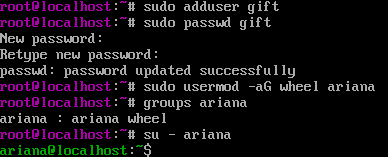 root@localhost:~# sudo adduser gift
root@localhost:~# sudo passwd gift
New password:
Retype new password:
passwd: password updated successfully
root@localhost:~# sudo usermod -aG wheel ariana
root@localhost:~# groups ariana
ariana : ariana wheel
root@localhost:~# su - ariana
ariana@localhost:~$